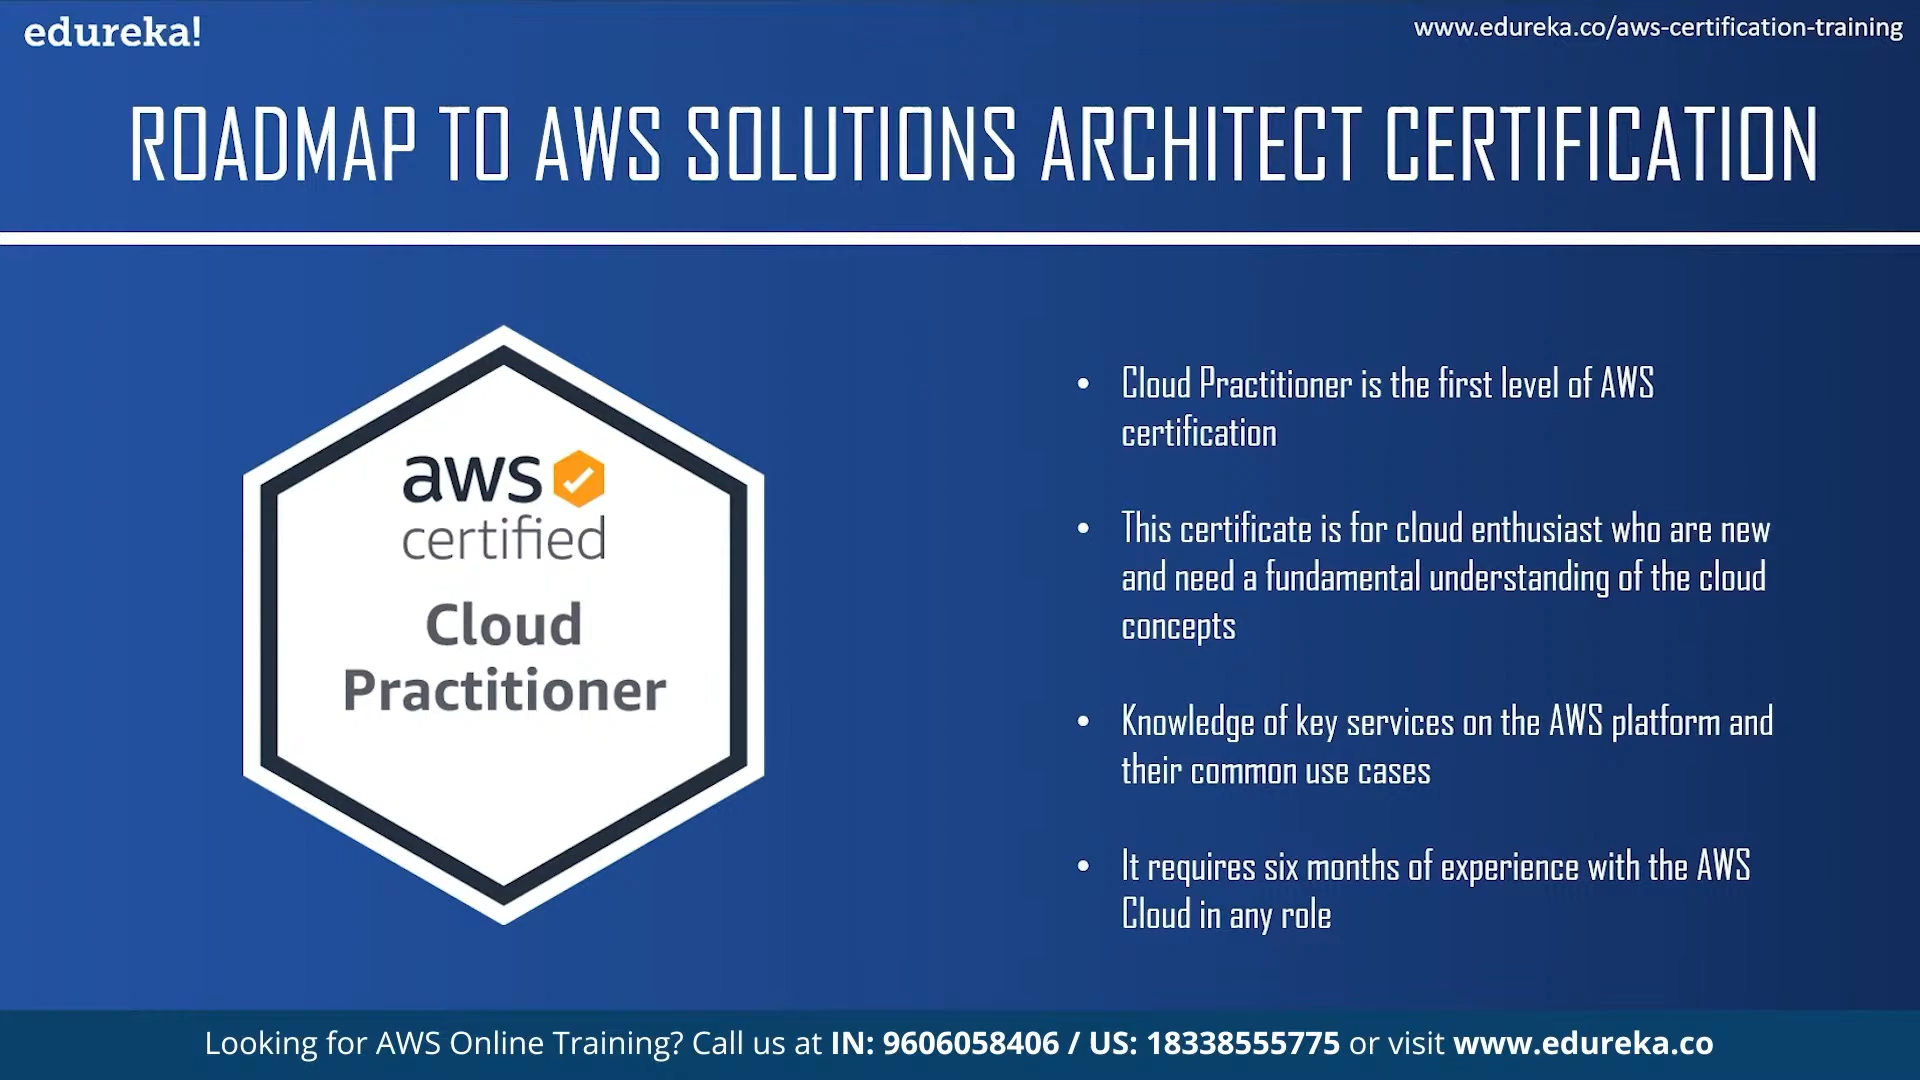 edureka!
www.edureka.co/aws-certification-training
ROADMAP TO AWS SOLUTIONS ARCHITECT CERTIFICATION
aws
certified
Cloud
Practitioner
• Cloud Practitioner is the first level of AWS
certification
• This certificate is for cloud enthusiast who are new
and need a fundamental understanding of the cloud
concepts
• Knowledge of key services on the AWS platform and
their common use cases
• It requires six months of experience with the AWS
Cloud in any role
Looking for AWS Online Training? Call us at IN: 9606058406 / US: 18338555775 or visit www.edureka.co